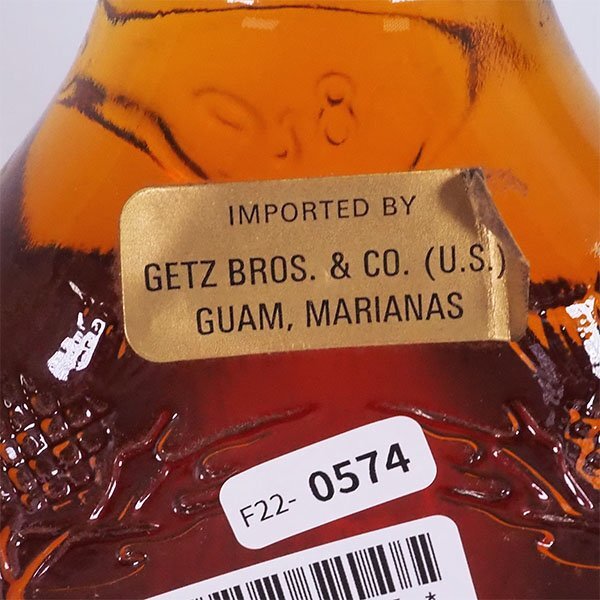 IMPORTED BY
GETZ BROS. & CO. (U.S.)
GUAM, MARIANAS
F22- 0574